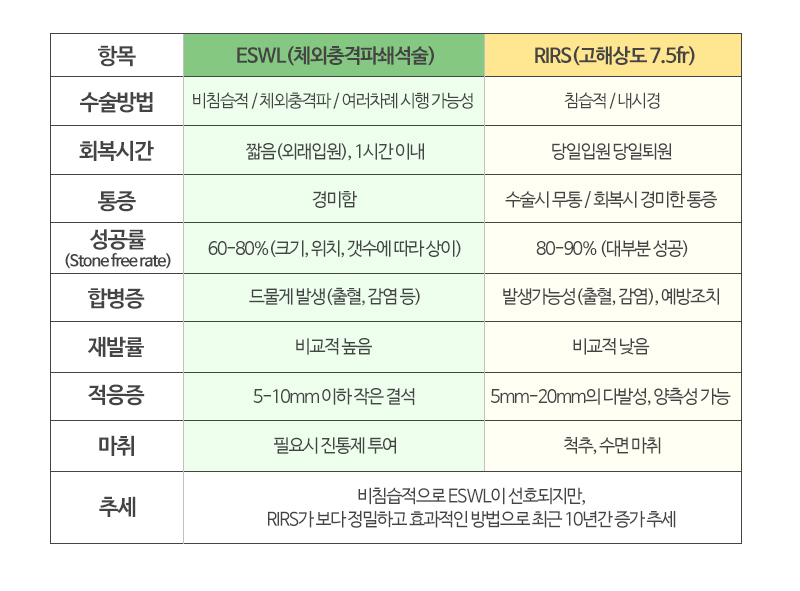 항목 ESWL(체외충격파쇄석술) RIRS(고해상도 7.5fr)
수술방법 비침습적 / 체외충격파 / 여러차례 시행 가능성 침습적 / 내시경
회복시간 짧음(외래입원), 1시간 이내 당일입원 당일퇴원
통증 경미함 수술시 무통 / 회복시 경미한 통증
성공률
(Stone free rate) 60-80% (크기, 위치, 갯수에 따라 상이) 80-90% (대부분 성공)
합병증 드물게 발생(출혈, 감염 등) 발생가능성(출혈, 감염), 예방조치
재발률 비교적 높음 비교적 낮음
적응증 5-10mm 이하 작은 결석 5mm-20mm의 다발성, 양측성 가능
마취 필요시 진통제 투여 척추, 수면 마취
추세 비침습적으로 ESWL이 선호되지만,
RIRS가 보다 정밀하고 효과적인 방법으로 최근 10년간 증가 추세